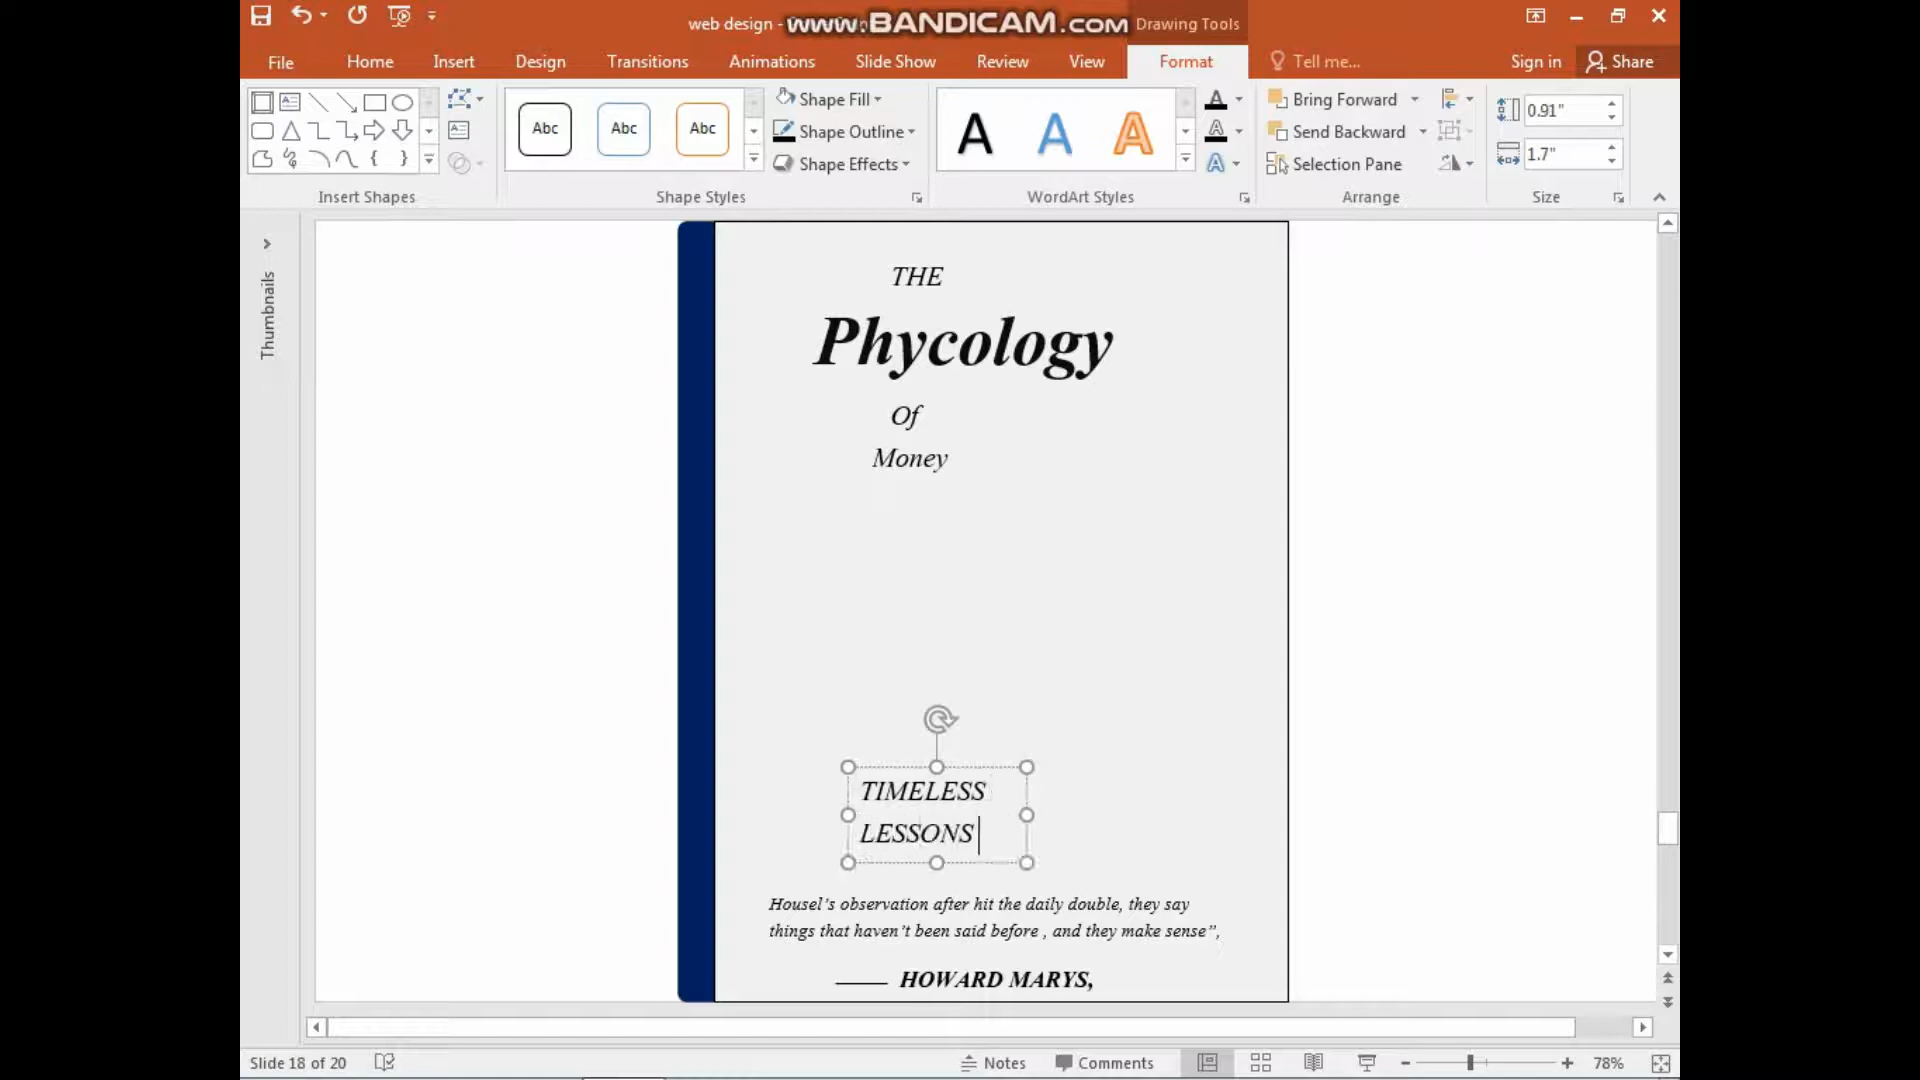 web design - www.BANDICAM.COM Drawing Tools
File Home Insert Design Transitions Animations Slide Show Review View Format Tell me... Sign in Share
Abc Abc Abc
Shape Fill
Shape Outline
Shape Effects
A A A
Bring Forward
Send Backward
Selection Pane
0.91"
1.7"
Insert Shapes Shape Styles WordArt Styles Arrange Size
Thumbnails
THE
Phycology
Of
Money
TIMELESS
LESSONS
Housel's observation after hit the daily double, they say
things that haven't been said before , and they make sense”,
HOWARD MARYS,
Slide 18 of 20 Notes Comments 78%